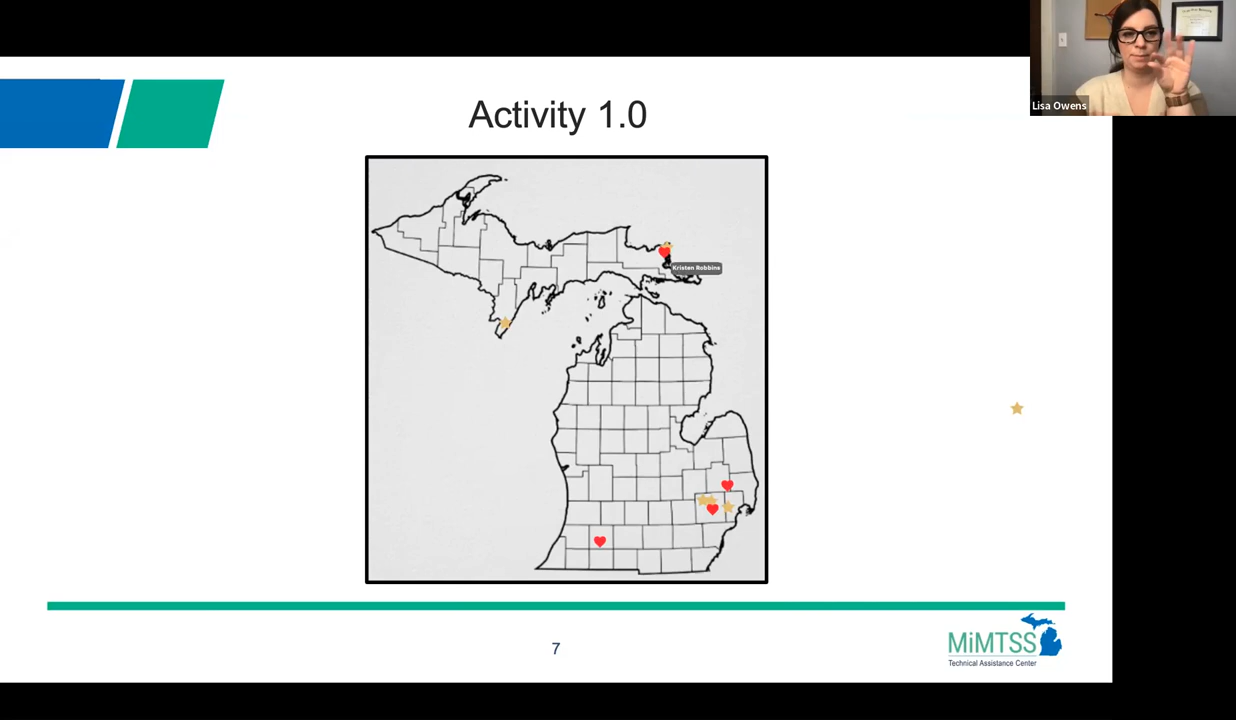 Lisa Owens
Activity 1.0
Kristen Robbins
7
MiMTSS
Technical Assistance Center